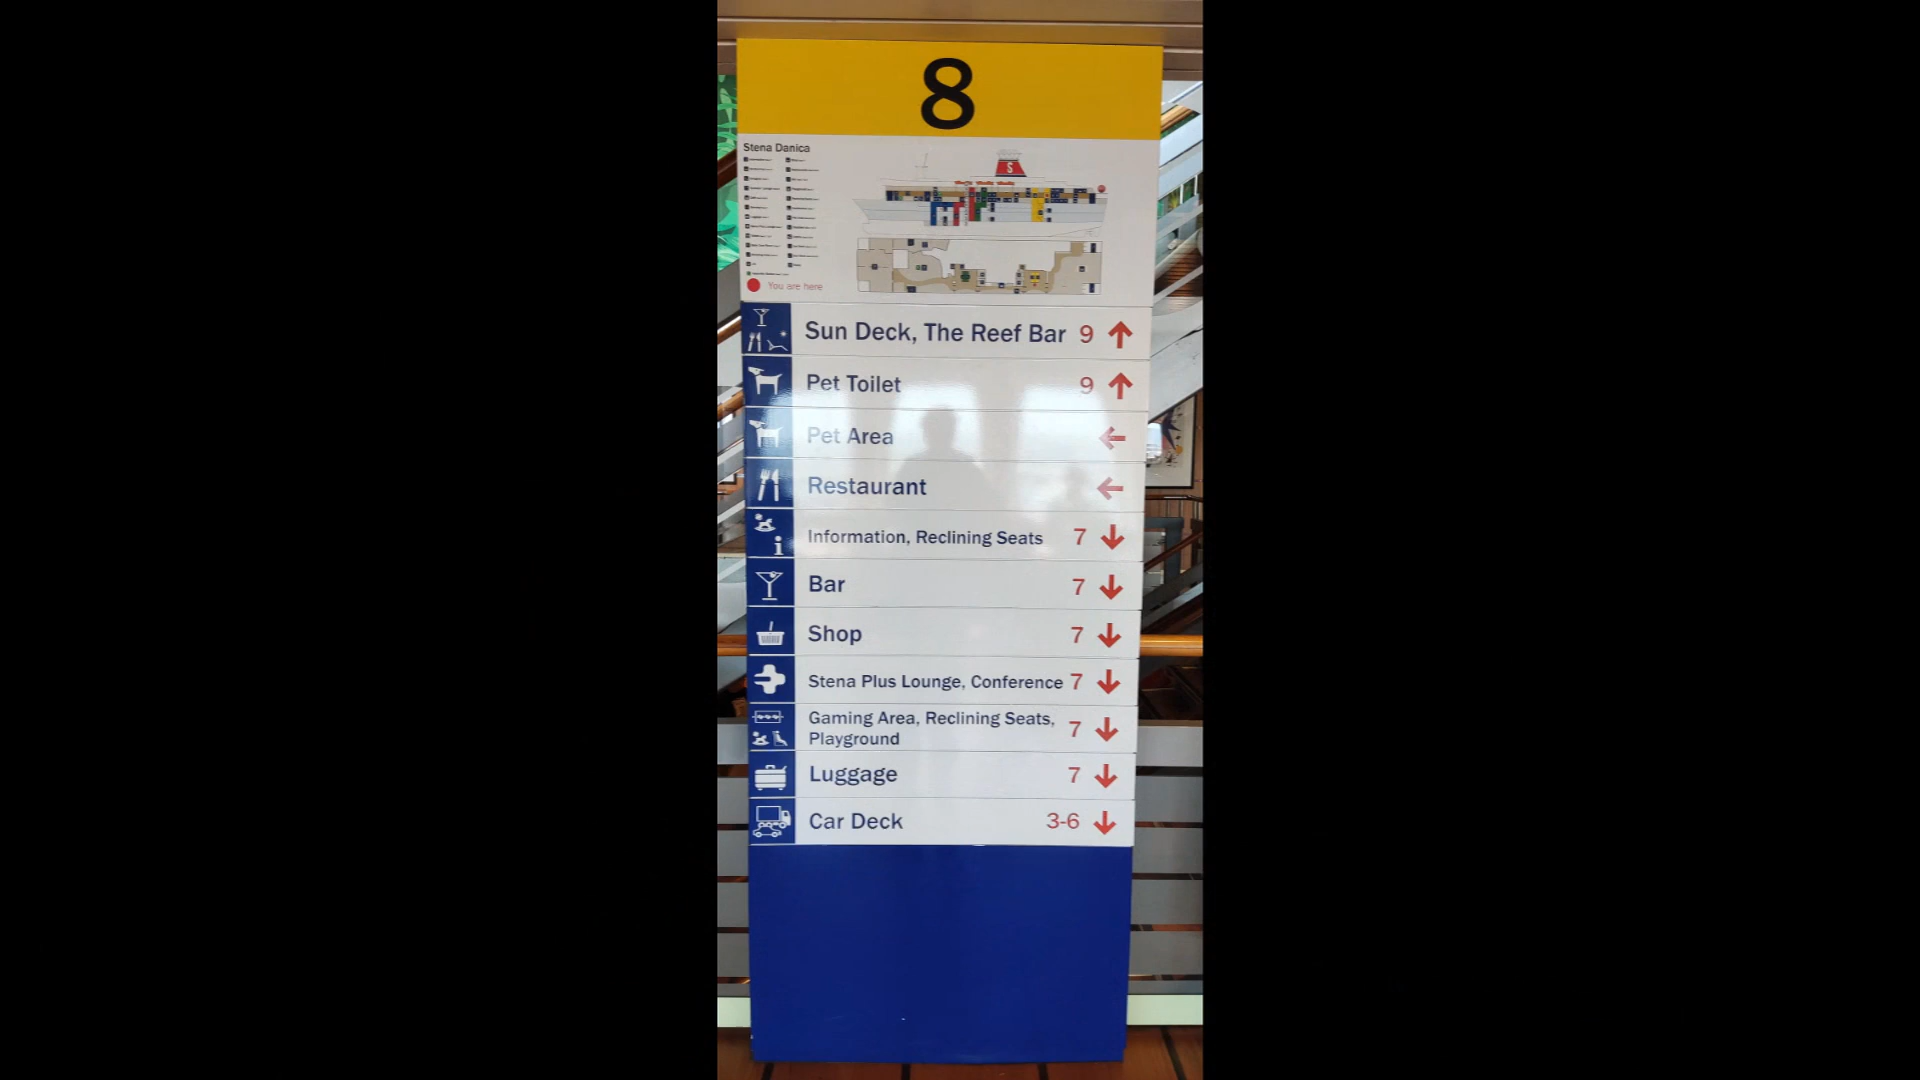 8
Stena Danica
S
You are here
Sun Deck, The Reef Bar 9
Pet Toilet 9
Pet Area
Restaurant
Information, Reclining Seats 7
Bar 7
Shop 7
Stena Plus Lounge, Conference 7
Gaming Area, Reclining Seats,
Playground 7
Luggage 7
Car Deck 3-6